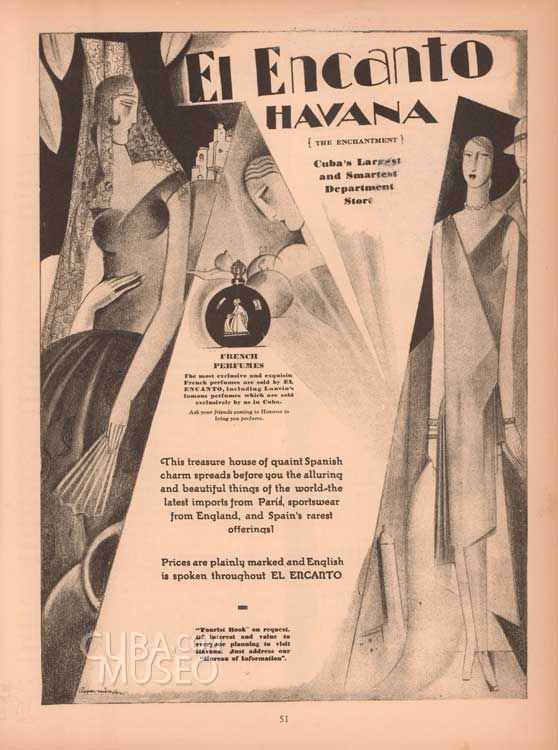 El Encanto
HAVANA
{ THE ENCHANTMENT }
Cuba's Largest
and Smartest
Department
Store
FRENCH
PERFUMES
The most exclusive and exquisite
French perfumes are sold by EL
ENCANTO, including Lanvin's
famous perfumes which are sold
exclusively by us in Cuba.
Ask your friends coming to Havana to
bring you perfume.
This treasure house of quaint Spanish
charm spreads before you the alluring
and beautiful things of the world-the
latest imports from Paris, sportswear
from England, and Spain's rarest
offerings!
Prices are plainly marked and English
is spoken throughout EL ENCANTO
"Tourist Book" on request.
Of interest and value to
everyone planning to visit
Havana. Just address our
"Bureau of Information".
CUBA
MUSEO
51